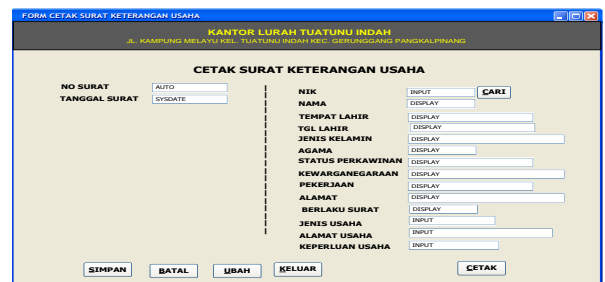 FORM CETAK SURAT KETERANGAN USAHA
KANTOR LURAH TUATUNU INDAH
JL. KAMPUNG MELAYU KEL. TUATUNU INDAH KEC. GERUNGGANG PANGKALPINANG
CETAK SURAT KETERANGAN USAHA
NO SURAT AUTO
TANGGAL SURAT SYSDATE
NIK INPUT CARI
NAMA DISPLAY
TEMPAT LAHIR DISPLAY
TGL LAHIR DISPLAY
JENIS KELAMIN DISPLAY
AGAMA DISPLAY
STATUS PERKAWINAN DISPLAY
KEWARGANEGARAAN DISPLAY
PEKERJAAN DISPLAY
ALAMAT DISPLAY
BERLAKU SURAT DISPLAY
JENIS USAHA INPUT
ALAMAT USAHA INPUT
KEPERLUAN USAHA INPUT
SIMPAN BATAL UBAH KELUAR CETAK